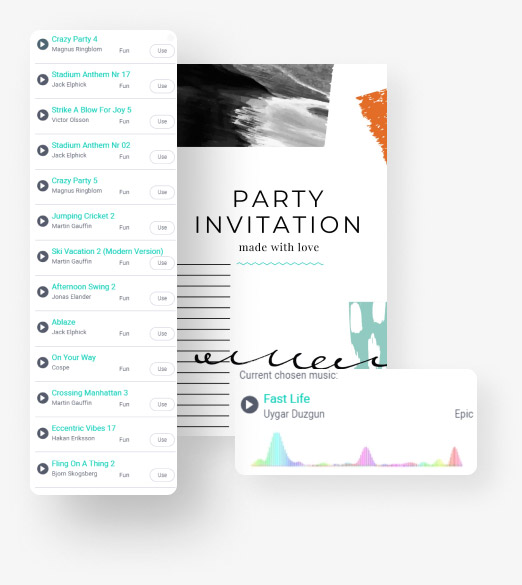 Crazy Party 4
Magnus Ringblom Fun Use
Stadium Anthem Nr 17
Jack Elphick Fun Use
Strike A Blow For Joy 5
Victor Olsson Fun Use
Stadium Anthem Nr 02
Jack Elphick Fun Use
Crazy Party 5
Magnus Ringblom Fun Use
Jumping Cricket 2
Martin Gauffin Fun Use
Ski Vacation 2 (Modern Version)
Martin Gauffin Fun Use
Afternoon Swing 2
Jonas Elander Fun Use
Ablaze
Jack Elphick Fun Use
On Your Way
Cospe Fun Use
Crossing Manhattan 3
Martin Gauffin Fun Use
Eccentric Vibes 17
Hakan Eriksson Fun Use
Fling On A Thing 2
Bjorn Skogsberg Fun Use
PARTY
INVITATION
made with love
Current chosen music:
Fast Life
Uygar Duzgun Epic